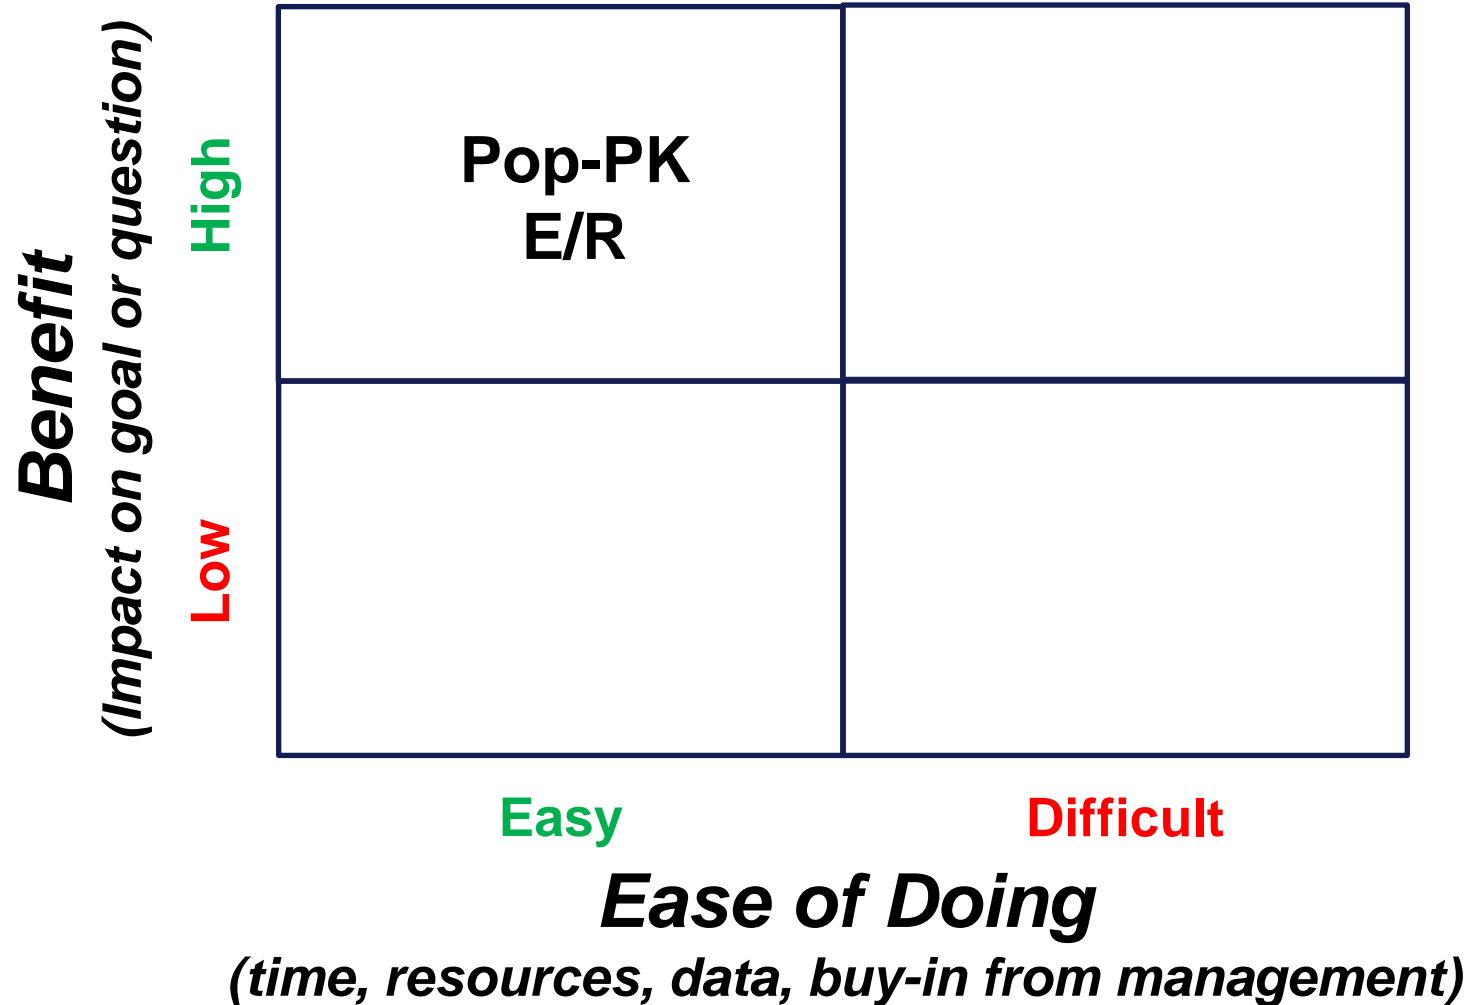 Benefit
(Impact on goal or question)
High
Low
Pop-PK
E/R
Easy
Difficult
Ease of Doing
(time, resources, data, buy-in from management)